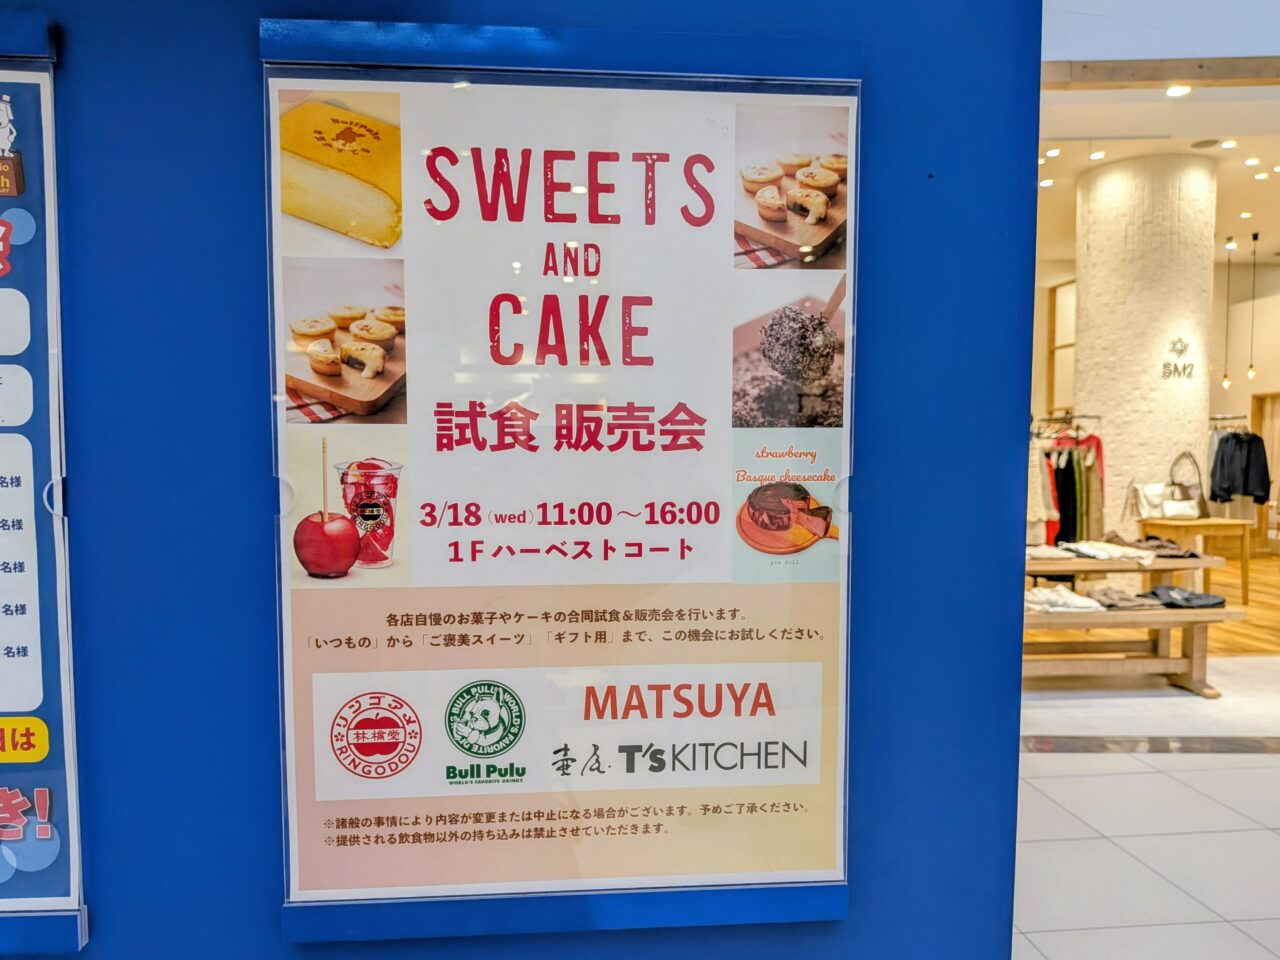 SWEETS
AND
CAKE
試食 販売会
3/18 (wed) 11:00〜16:00
1F ハーベストコート
strawberry
Basque cheesecake
各店自慢のお菓子やケーキの合同試食&販売会を行います。
「いつもの」から「ご褒美スイーツ」「ギフト用」まで、この機会にお試しください。
リンゴアメ
林檎堂
RINGODOU
BULL PULU WORLD'S FAVORITE
Bull Pulu
WORLD'S FAVORITE DRINKS
MATSUYA
壷屋. T's KITCHEN
※諸般の事情により内容が変更または中止になる場合がございます。予めご了承ください。
※提供される飲食物以外の持ち込みは禁止させていただきます。
SM2
名様
名様
名様
名様
名様
日は
き!